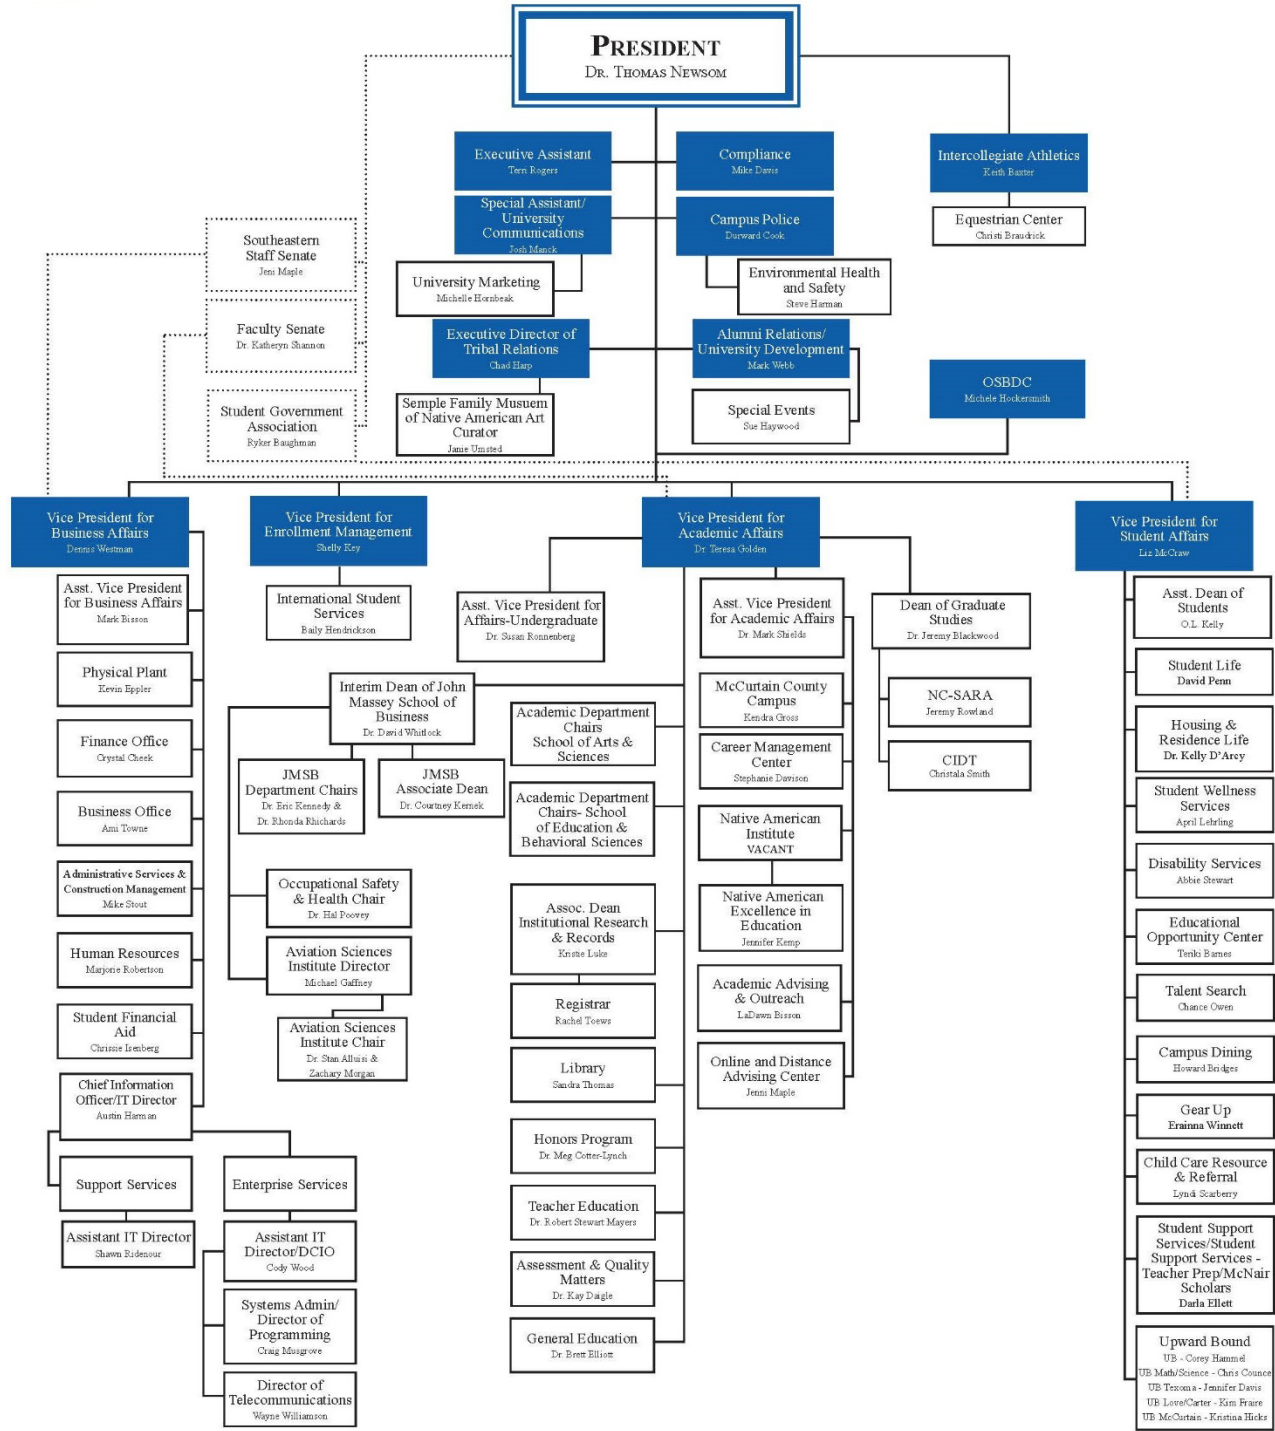 PRESIDENT
DR. THOMAS NEWSOM
Executive Assistant
Terri Rogers
Compliance
Mike Davis
Intercollegiate Athletics
Keith Baxter
Special Assistant/
University
Communications
Josh Manck
Campus Police
Durward Cook
Equestrian Center
Christi Braudrick
Southeastern
Staff Senate
Jeni Maple
University Marketing
Michelle Hornbeak
Environmental Health
and Safety
Steve Harman
Faculty Senate
Dr. Katheryn Shannon
Executive Director of
Tribal Relations
Chad Harp
Alumni Relations/
University Development
Mark Webb
OSBDC
Michele Hockersmith
Student Government
Association
Ryker Baughman
Semple Family Musuem
of Native American Art
Curator
Janie Umsted
Special Events
Sue Haywood
Vice President for
Business Affairs
Dennis Westman
Vice President for
Enrollment Management
Shelly Key
Vice President for
Academic Affairs
Dr. Teresa Golden
Vice President for
Student Affairs
Liz McCraw
Asst. Vice President
for Business Affairs
Mark Bisson
Physical Plant
Kevin Eppler
Finance Office
Crystal Cheek
Business Office
Ami Towne
Administrative Services &
Construction Management
Mike Stout
Human Resources
Marjorie Robertson
Student Financial
Aid
Chrissie Isenberg
Chief Information
Officer/IT Director
Austin Harman
Support Services
Enterprise Services
Assistant IT Director
Shawn Ridenour
Assistant IT
Director/DCIO
Cody Wood
Systems Admin/
Director of
Programming
Craig Musgrove
Director of
Telecommunications
Wayne Williamson
International Student
Services
Baily Hendrickson
Interim Dean of John
Massey School of
Business
Dr. David Whitlock
JMSB
Department Chairs
Dr. Eric Kennedy &
Dr. Rhonda Rhichards
JMSB
Associate Dean
Dr. Courtney Kernek
Occupational Safety
& Health Chair
Dr. Hal Poovey
Aviation Sciences
Institute Director
Michael Gaffney
Aviation Sciences
Institute Chair
Dr. Stan Alluisi &
Zachary Morgan
Asst. Vice President for
Affairs-Undergraduate
Dr. Susan Ronnenberg
Academic Department
Chairs
School of Arts &
Sciences
Academic Department
Chairs- School
of Education &
Behavioral Sciences
Assoc. Dean
Institutional Research
& Records
Kristie Luke
Registrar
Rachel Toews
Library
Sandra Thomas
Honors Program
Dr. Meg Cotter-Lynch
Teacher Education
Dr. Robert Stewart Mayers
Assessment & Quality
Matters
Dr. Kay Daigle
General Education
Dr. Brett Elliott
Asst. Vice President
for Academic Affairs
Dr. Mark Shields
McCurtain County
Campus
Kendra Gross
Career Management
Center
Stephanie Davison
Native American
Institute
VACANT
Native American
Excellence in
Education
Jennifer Kemp
Academic Advising
& Outreach
LaDawn Bisson
Online and Distance
Advising Center
Jenni Maple
Dean of Graduate
Studies
Dr. Jeremy Blackwood
NC-SARA
Jeremy Rowland
CIDT
Christala Smith
Asst. Dean of
Students
O.L. Kelly
Student Life
David Penn
Housing &
Residence Life
Dr. Kelly D'Arcy
Student Wellness
Services
April Lehrling
Disability Services
Abbie Stewart
Educational
Opportunity Center
Teriki Barnes
Talent Search
Chance Owen
Campus Dining
Howard Bridges
Gear Up
Erainna Winnett
Child Care Resource
& Referral
Lyndi Scarberry
Student Support
Services/Student
Support Services -
Teacher Prep/McNair
Scholars
Darla Ellett
Upward Bound
UB - Corey Hammel
UB Math/Science - Chris Counce
UB Texoma - Jennifer Davis
UB Love/Carter - Kim Fraire
UB McCurtain - Kristina Hicks